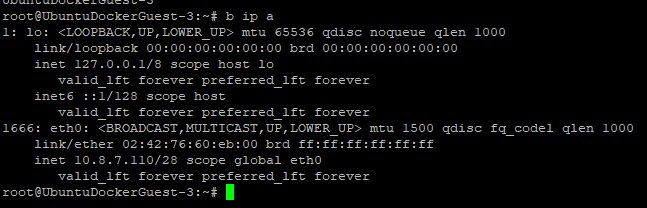 root@UbuntuDockerGuest-3:~# b ip a
1: lo: <LOOPBACK,UP,LOWER_UP> mtu 65536 qdisc noqueue qlen 1000
    link/loopback 00:00:00:00:00:00 brd 00:00:00:00:00:00
    inet 127.0.0.1/8 scope host lo
       valid_lft forever preferred_lft forever
    inet6 ::1/128 scope host
       valid_lft forever preferred_lft forever
1666: eth0: <BROADCAST,MULTICAST,UP,LOWER_UP> mtu 1500 qdisc fq_codel qlen 1000
    link/ether 02:42:76:60:eb:00 brd ff:ff:ff:ff:ff:ff
    inet 10.8.7.110/28 scope global eth0
       valid_lft forever preferred_lft forever
root@UbuntuDockerGuest-3:~#